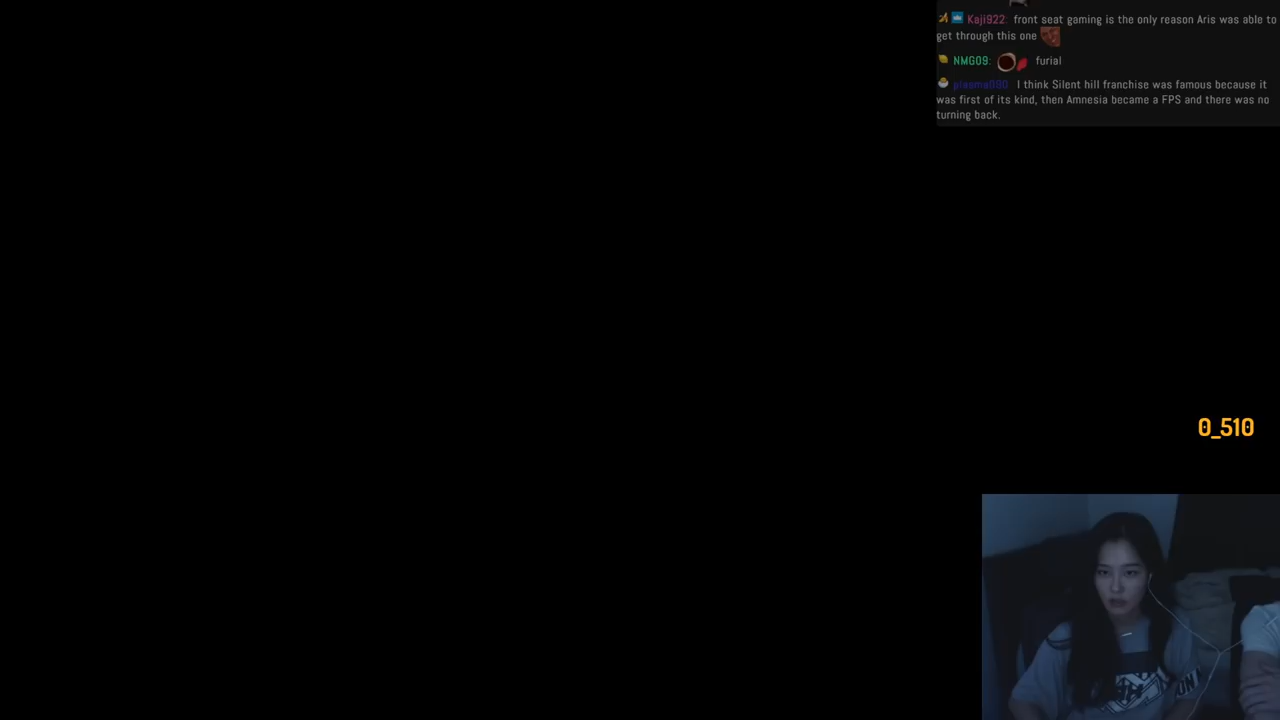 Kaji922: front seat gaming is the only reason Aris was able to
get through this one
NMG09: furial
plasma090 I think Silent hill franchise was famous because it
was first of its kind, then Amnesia became a FPS and there was no
turning back.
0_510